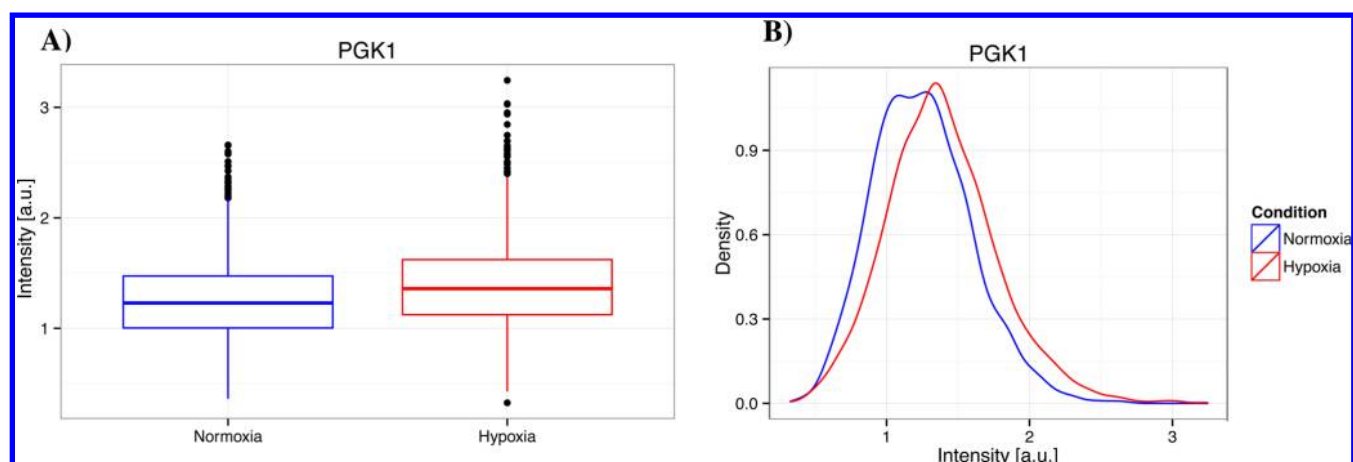 A)
PGK1
Intensity [a.u.]
3
2
1
Normoxia
Hypoxia
B)
PGK1
Density
0.9
0.6
0.3
0.0
1
2
3
Intensity [a.u.]
Condition
Normoxia
Hypoxia